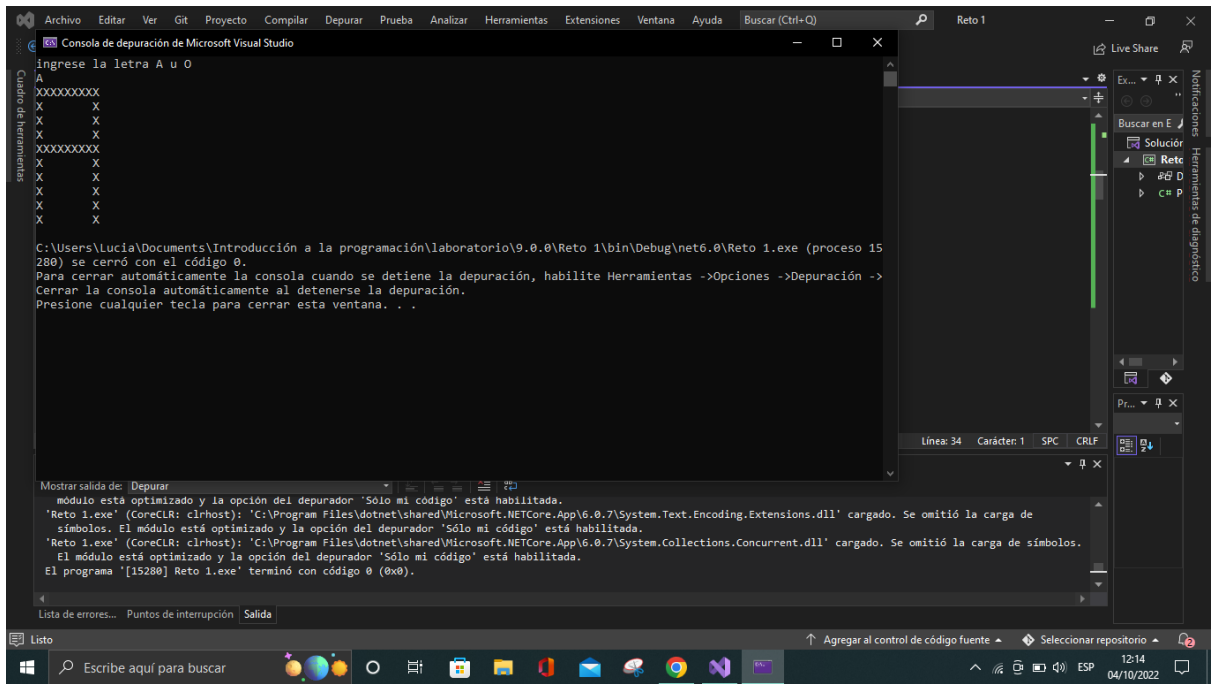 Archivo Editar Ver Git Proyecto Compilar Depurar Prueba Analizar Herramientas Extensiones Ventana Ayuda Buscar (Ctrl+Q) Reto 1
Consola de depuración de Microsoft Visual Studio
Live Share
ingrese la letra A u O
A
XXXXXXXXX
X       X
X       X
X       X
XXXXXXXXX
X       X
X       X
X       X
X       X
X       X
C:\Users\Lucia\Documents\Introducción a la programación\laboratorio\9.0.0\Reto 1\bin\Debug\net6.0\Reto 1.exe (proceso 15
280) se cerró con el código 0.
Para cerrar automáticamente la consola cuando se detiene la depuración, habilite Herramientas ->Opciones ->Depuración ->
Cerrar la consola automáticamente al detenerse la depuración.
Presione cualquier tecla para cerrar esta ventana. . .
Cuadro de herramientas
Ex...
Buscar en E
Solución
Reto
D
C# P
Notificaciones
Herramientas de diagnóstico
Pr...
Línea: 34 Carácter: 1 SPC CRLF
Mostrar salida de: Depurar
módulo está optimizado y la opción del depurador 'Sólo mi código' está habilitada.
'Reto 1.exe' (CoreCLR: clrhost): 'C:\Program Files\dotnet\shared\Microsoft.NETCore.App\6.0.7\System.Text.Encoding.Extensions.dll' cargado. Se omitió la carga de
símbolos. El módulo está optimizado y la opción del depurador 'Sólo mi código' está habilitada.
'Reto 1.exe' (CoreCLR: clrhost): 'C:\Program Files\dotnet\shared\Microsoft.NETCore.App\6.0.7\System.Collections.Concurrent.dll' cargado. Se omitió la carga de símbolos.
El módulo está optimizado y la opción del depurador 'Sólo mi código' está habilitada.
El programa '[15280] Reto 1.exe' terminó con código 0 (0x0).
Lista de errores... Puntos de interrupción Salida
Listo
Agregar al control de código fuente Seleccionar repositorio 2
Escribe aquí para buscar
ESP
12:14
04/10/2022